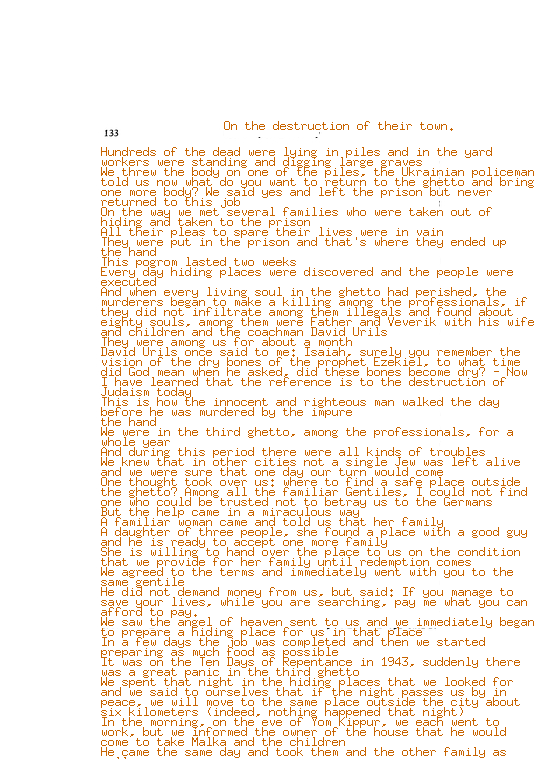 On the destruction of their town.
133
Hundreds of the dead were lying in piles and in the yard
workers were standing and digging large graves
We threw the body on one of the piles, the Ukrainian policeman
told us now what do you want to return to the ghetto and bring
one more body? We said yes and left the prison but never
returned to this job
On the way we met several families who were taken out of
hiding and taken to the prison
All their pleas to spare their lives were in vain
They were put in the prison and that's where they ended up
the hand
This pogrom lasted two weeks
Every day hiding places were discovered and the people were
executed
And when every living soul in the ghetto had perished, the
murderers began to make a killing among the professionals, if
they did not infiltrate among them illegals and found about
eighty souls, among them were Father and Veverik with his wife
and children and the coachman David Urils
They were among us for about a month
David Urils once said to me: Isaiah, surely you remember the
vision of the dry bones of the prophet Ezekiel, to what time
did God mean when he asked, did these bones become dry? - Now
I have learned that the reference is to the destruction of
Judaism today
This is how the innocent and righteous man walked the day
before he was murdered by the impure
the hand
We were in the third ghetto, among the professionals, for a
whole year
And during this period there were all kinds of troubles
We knew that in other cities not a single Jew was left alive
and we were sure that one day our turn would come
One thought took over us: where to find a safe place outside
the ghetto? Among all the familiar Gentiles, I could not find
one who could be trusted not to betray us to the Germans
But the help came in a miraculous way
A familiar woman came and told us that her family
A daughter of three people, she found a place with a good guy
and he is ready to accept one more family
She is willing to hand over the place to us on the condition
that we provide for her family until redemption comes
We agreed to the terms and immediately went with you to the
same gentile
He did not demand money from us, but said: If you manage to
save your lives, while you are searching, pay me what you can
afford to pay.
We saw the angel of heaven sent to us and we immediately began
to prepare a hiding place for us in that place
In a few days the job was completed and then we started
preparing as much food as possible
It was on the Ten Days of Repentance in 1943, suddenly there
was a great panic in the third ghetto
We spent that night in the hiding places that we looked for
and we said to ourselves that if the night passes us by in
peace, we will move to the same place outside the city about
six kilometers (indeed, nothing happened that night)
In the morning, on the eve of Yom Kippur, we each went to
work, but we informed the owner of the house that he would
come to take Malka and the children
He came the same day and took them and the other family as